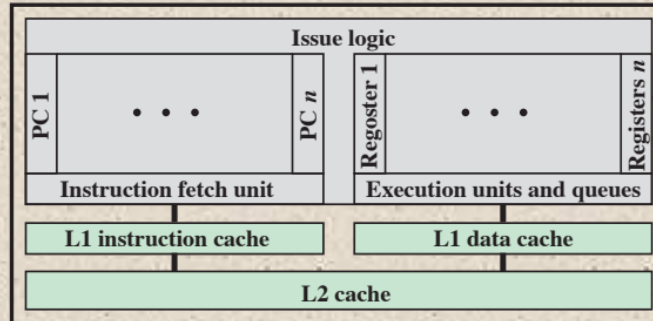 Issue logic
PC 1
• • •
PC n
Regoster 1
• • •
Registers n
Instruction fetch unit
Execution units and queues
L1 instruction cache
L1 data cache
L2 cache